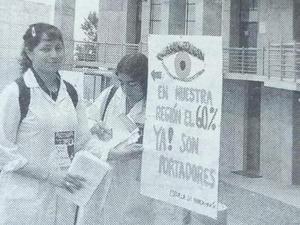 EN NUESTRA
REGIÓN EL 60%
YA! SON
PORTADORES